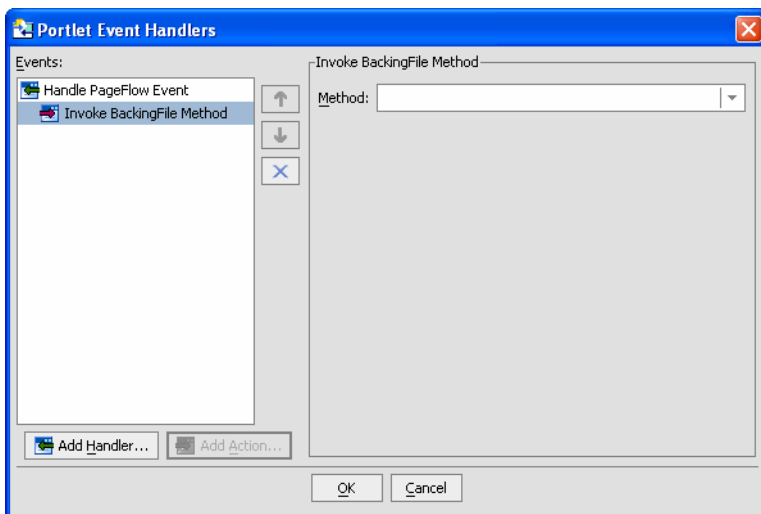 Portlet Event Handlers
Events:
Handle PageFlow Event
Invoke BackingFile Method
Invoke BackingFile Method
Method:
Add Handler...
Add Action...
OK
Cancel